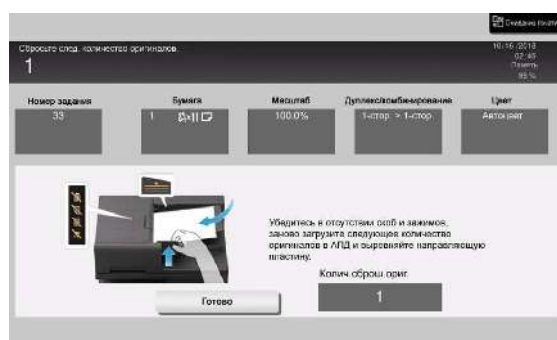 Ожидание печати
Сбросьте след. количество оригиналов.
1
10/16/2018
02:45
Память
99 %
Номер задания
Бумага
Масштаб
Дуплекс/комбинирование
Цвет
33
1
100.0%
1-стор. > 1-стор.
Автоцвет
Убедитесь в отсутствии скоб и зажимов,
заново загрузите следующее количество
оригиналов в АПД и выровняйте направляющую
пластину.
Колич.сброш.ориг.
1
Готово